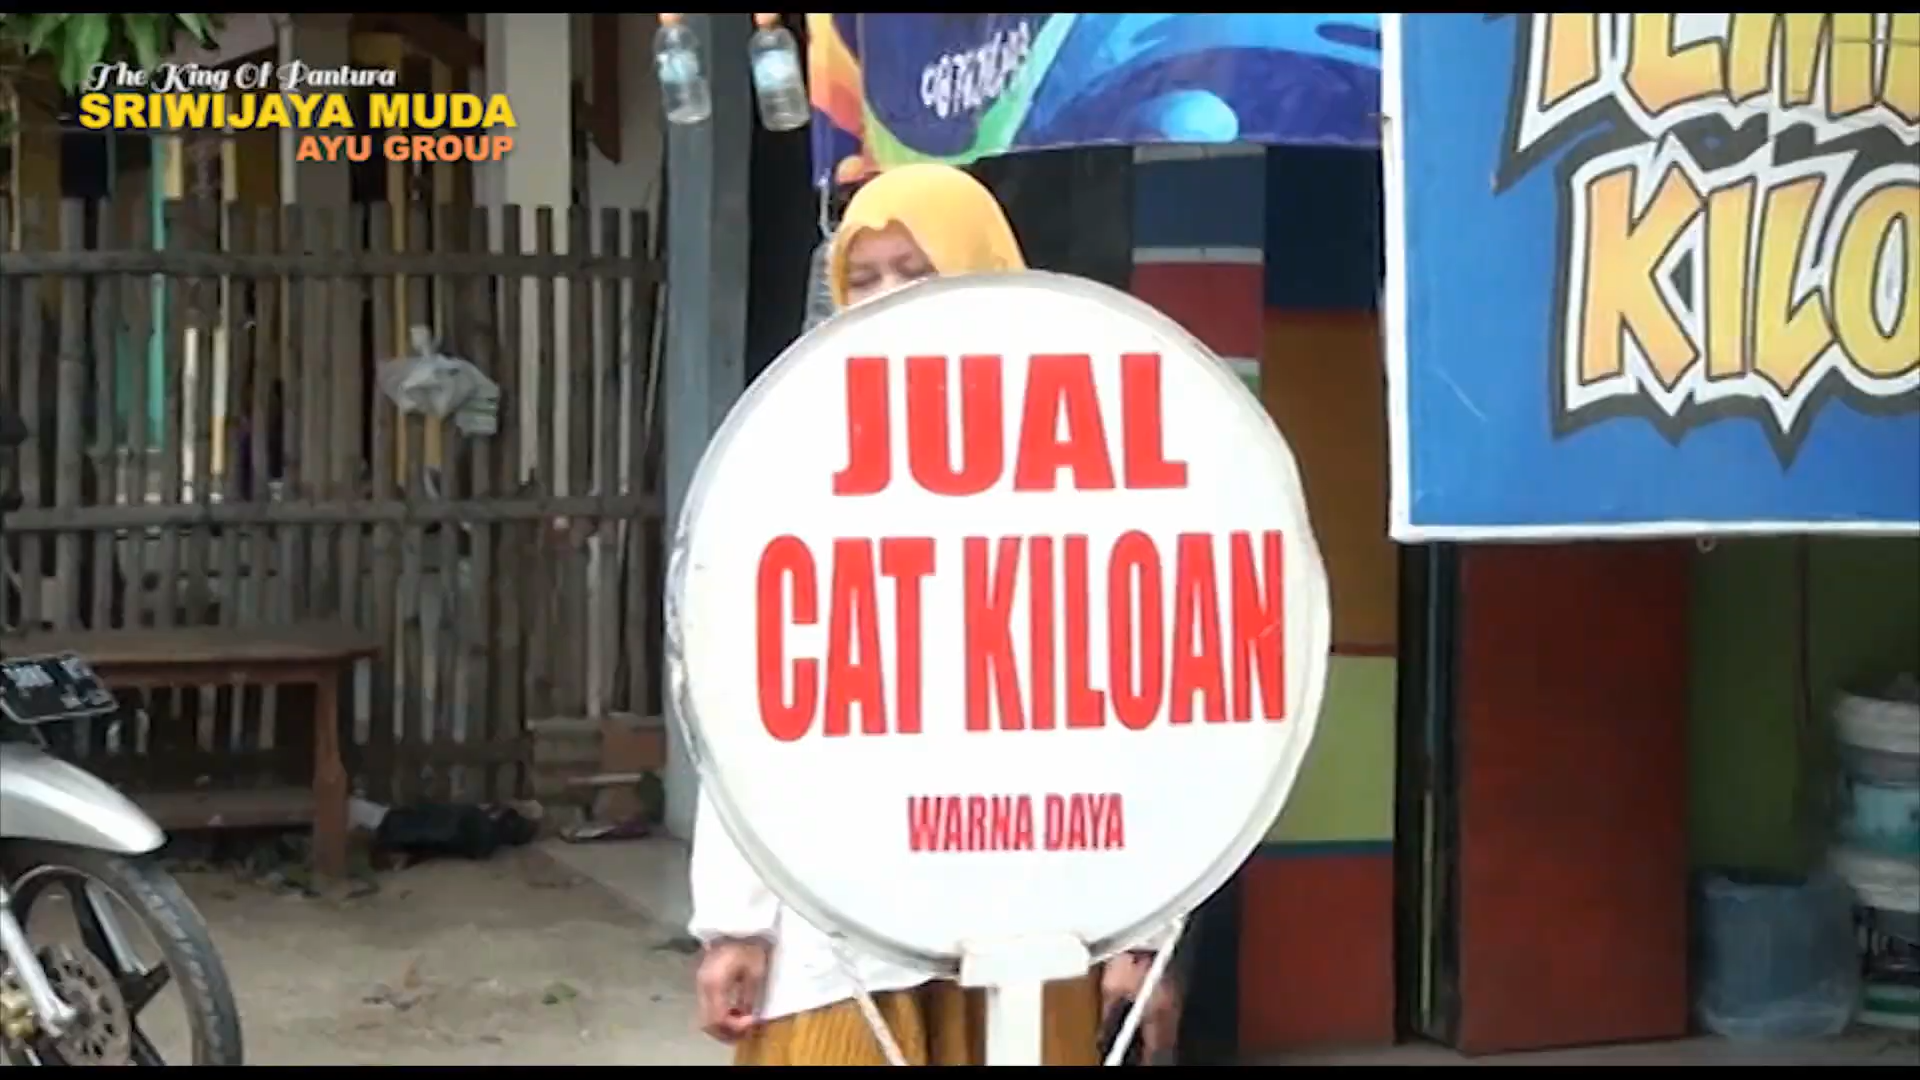 The King Of Pantura
SRIWIJAYA MUDA
AYU GROUP
JUAL
CAT KILOAN
WARNA DAYA
KILO